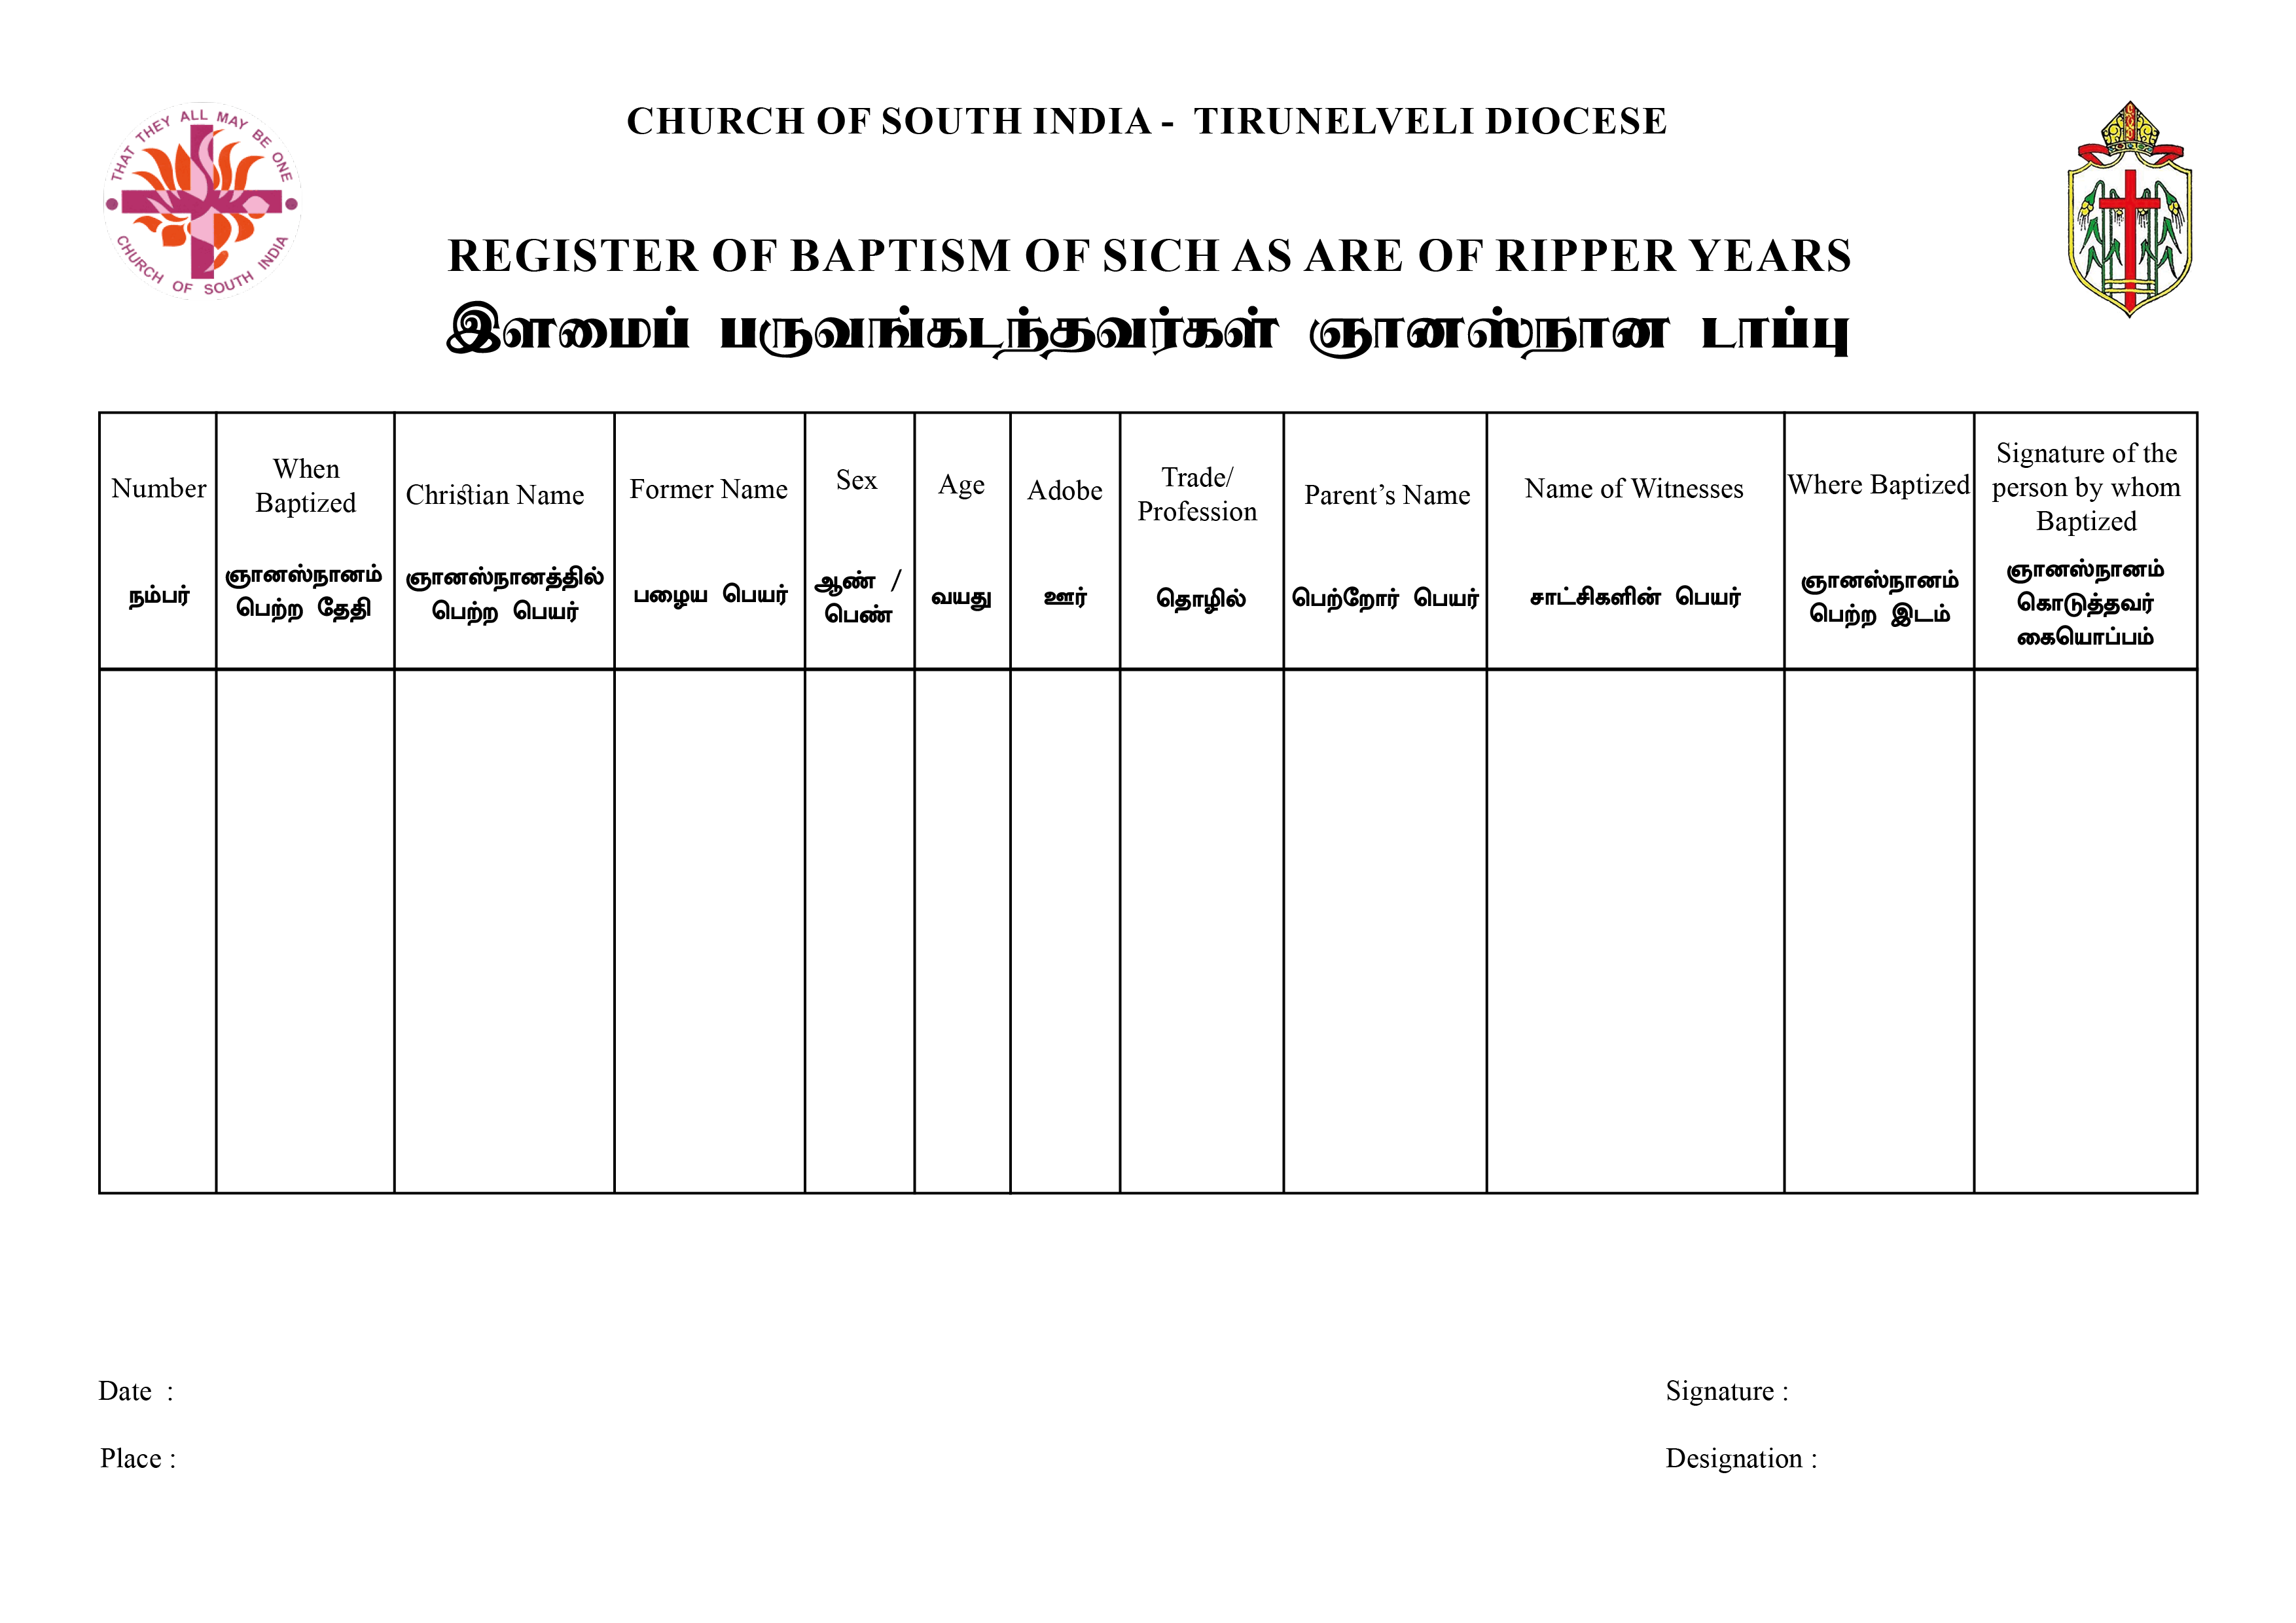 THAT THEY ALL MAY BE ONE
CHURCH OF SOUTH INDIA
CHURCH OF SOUTH INDIA - TIRUNELVELI DIOCESE
REGISTER OF BAPTISM OF SICH AS ARE OF RIPPER YEARS
இளமைப் பருவங்கடந்தவர்கள் ஞானஸ்நான டாப்பு
Number
நம்பர்
When
Baptized
ஞானஸ்நானம்
பெற்ற தேதி
Christian Name
ஞானஸ்நானத்தில்
பெற்ற பெயர்
Former Name
பழைய பெயர்
Sex
ஆண் /
பெண்
Age
வயது
Adobe
ஊர்
Trade/
Profession
தொழில்
Parent’s Name
பெற்றோர் பெயர்
Name of Witnesses
சாட்சிகளின் பெயர்
Where Baptized
ஞானஸ்நானம்
பெற்ற இடம்
Signature of the
person by whom
Baptized
ஞானஸ்நானம்
கொடுத்தவர்
கையொப்பம்
Date :
Signature :
Place :
Designation :